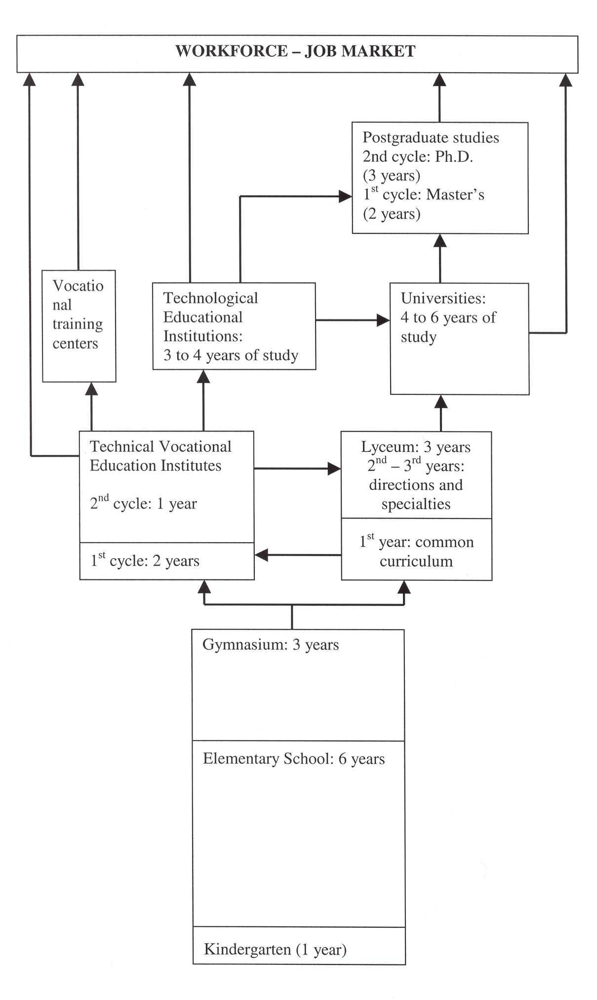 WORKFORCE – JOB MARKET
Postgraduate studies
2nd cycle: Ph.D.
(3 years)
1st cycle: Master’s
(2 years)
Vocatio
nal
training
centers
Technological
Educational
Institutions:
3 to 4 years of study
Universities:
4 to 6 years of
study
Technical Vocational
Education Institutes
2nd cycle: 1 year
1st cycle: 2 years
Lyceum: 3 years
2nd – 3rd years:
directions and
specialties
1st year: common
curriculum
Gymnasium: 3 years
Elementary School: 6 years
Kindergarten (1 year)